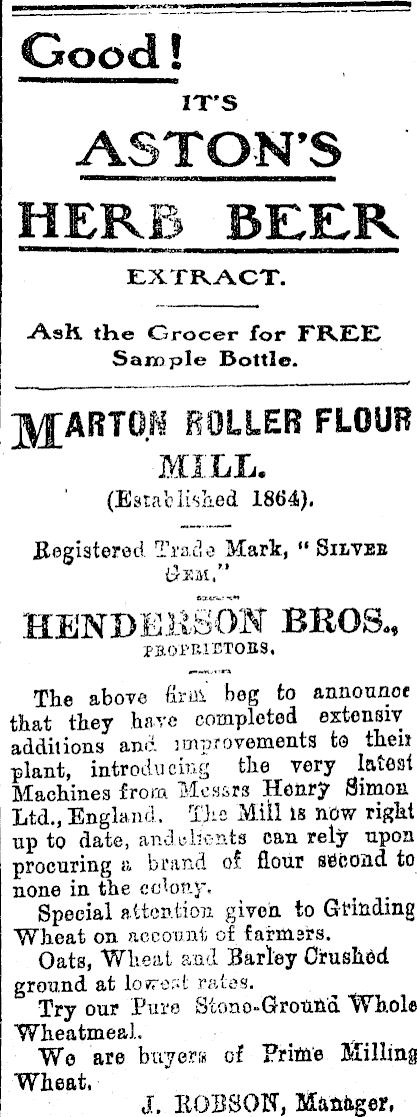 Good!
IT'S
ASTON'S
HERB BEER
EXTRACT.
Ask the Grocer for FREE
Sample Bottle.
MARTON ROLLER FLOUR
MILL.
(Established 1864).
Registered Trade Mark, "SILVER
GEM."
HENDERSON BROS.,
PROPRIETORS.
The above firm beg to announce
that they have completed extensiv
additions and improvements to their
plant, introducing the very latest
Machines from Messrs Henry Simon
Ltd., England. The Mill is now right
up to date, and clients can rely upon
procuring a brand of flour second to
none in the colony.
Special attention given to Grinding
Wheat on account of farmers.
Oats, Wheat and Barley Crushed
ground at lowest rates.
Try our Pure Stone-Ground Whole
Wheatmeal.
We are buyers of Prime Milling
Wheat.
J. ROBSON, Manager.